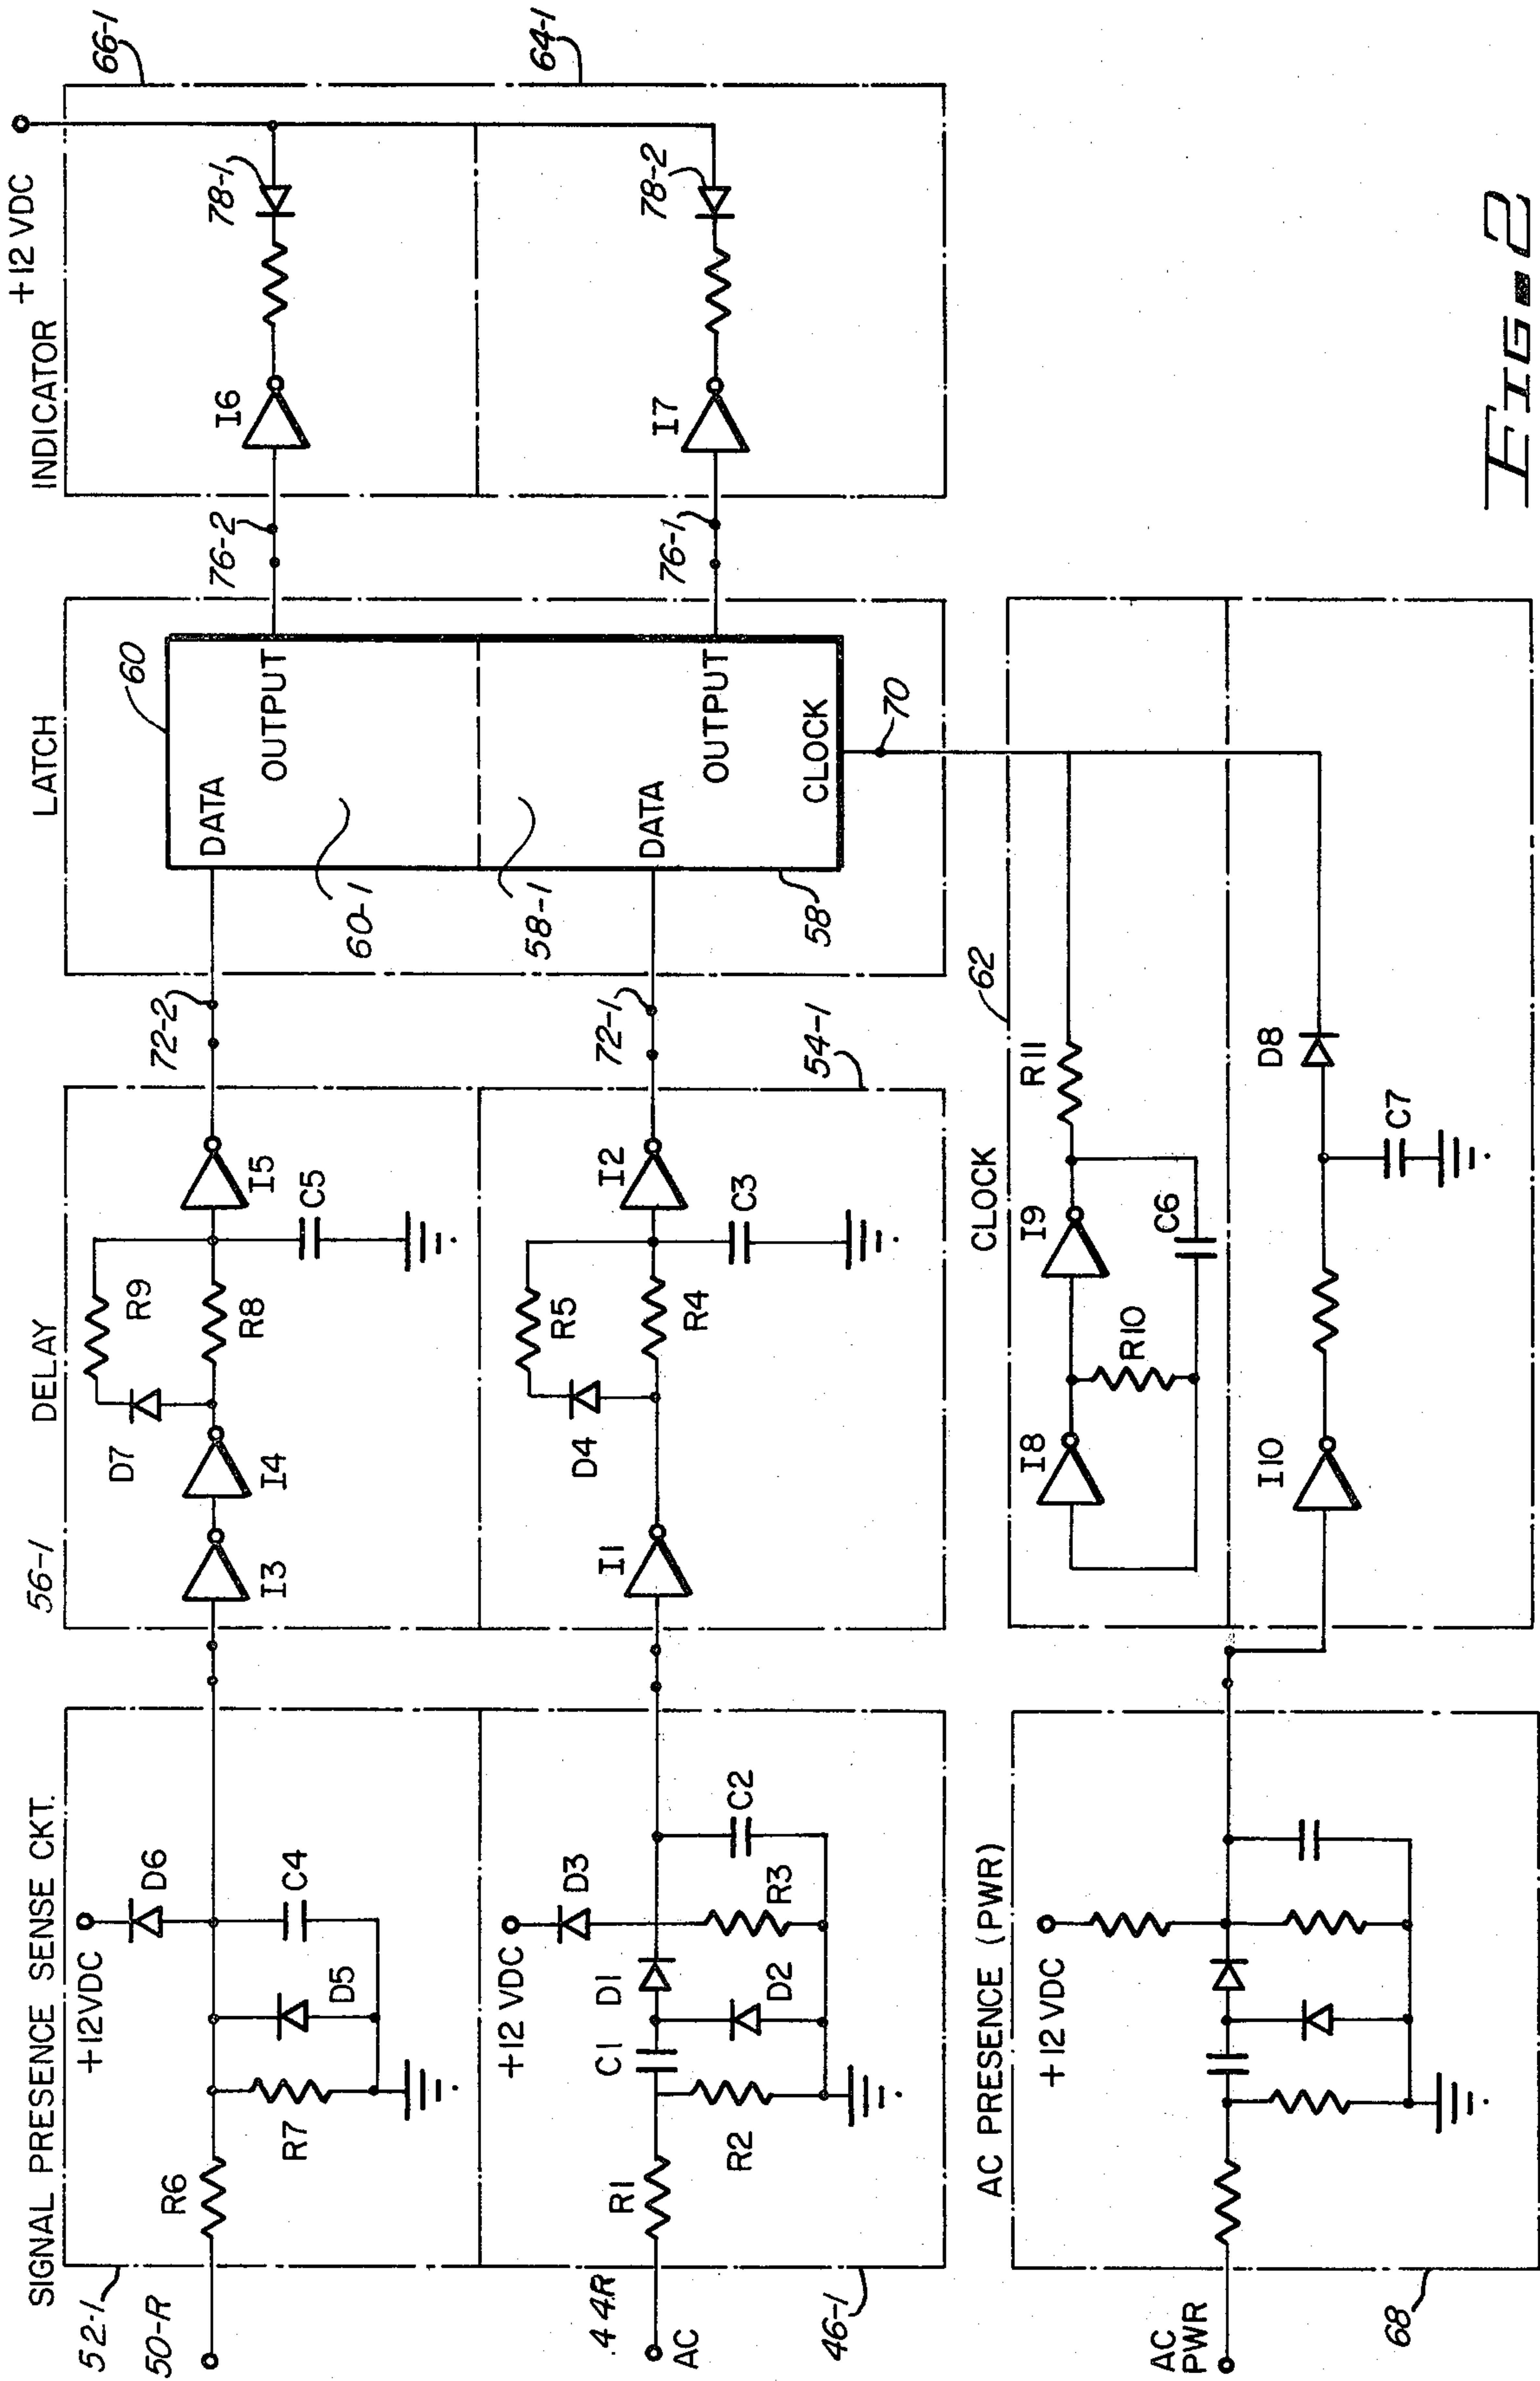 SIGNAL PRESENCE SENSE CKT.
52-1
50-R
+12VDC
D6
R6
R7
D5
C4
44R
AC
46-1
+12 VDC
D3
R1
C1
D1
R2
D2
R3
C2
AC PRESENCE (PWR)
+12 VDC
AC
PWR
68
56-1
DELAY
I3
I4
D7
R9
R8
I5
C5
I1
D4
R5
R4
I2
C3
54-1
72-2
72-1
LATCH
60
DATA
OUTPUT
60-1
58-1
DATA
OUTPUT
CLOCK
58
70
76-2
76-1
INDICATOR
+12 VDC
66-1
I6
78-1
I7
78-2
64-1
CLOCK
62
I8
R10
I9
C6
R11
I10
C7
D8
FIG-2